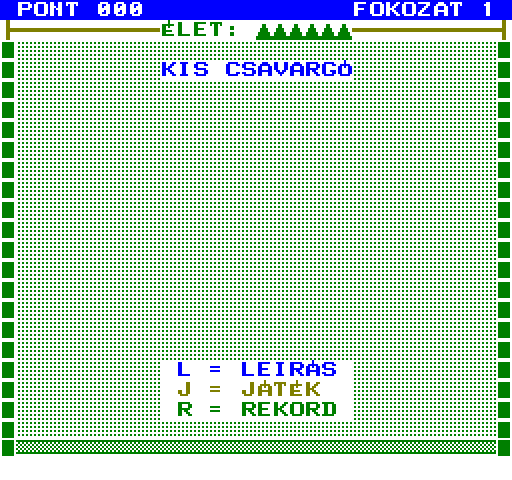 PONT 000 FOKOZAT 1
ÉLET:
KIS CSAVARGÓ
L = LEIRÁS
J = JÁTÉK
R = REKORD